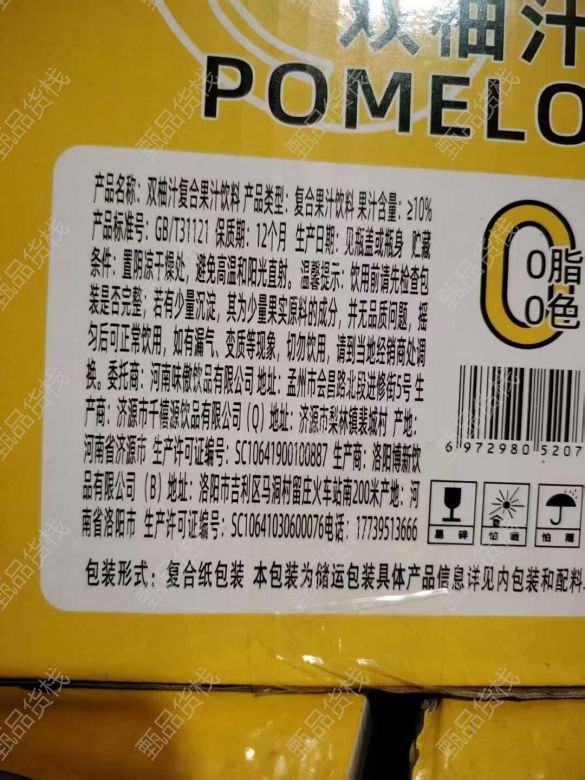 双柚汁
POMELO
产品名称：双柚汁复合果汁饮料 产品类型：复合果汁饮料 果汁含量：≥10%
产品标准号：GB/T31121 保质期：12个月 生产日期：见瓶盖或瓶身 贮藏
条件：置阴凉干燥处，避免高温和阳光直射。温馨提示：饮用前请先检查包
装是否完整；若有少量沉淀，其为少量果实原料的成分，并无品质问题，摇
匀后可正常饮用，如有漏气、变质等现象，切勿饮用，请到当地经销商处调
换。委托商：河南味傲饮品有限公司 地址：孟州市会昌路北段进修街5号 生
产商：济源市千禧源饮品有限公司（Q）地址：济源市梨林镇装城村 产地：
河南省济源市 生产许可证编号：SC10641900100887 生产商：洛阳博新饮
品有限公司（B）地址：洛阳市吉利区马洞村留庄火车站南200米产地：河
南省洛阳市 生产许可证编号：SC10641030600076电话：17739513666
包装形式：复合纸包装 本包装为储运包装具体产品信息详见内包装和配料
0脂
0色
6 972980 5207
易碎
怕晒
怕雨
甄品货栈